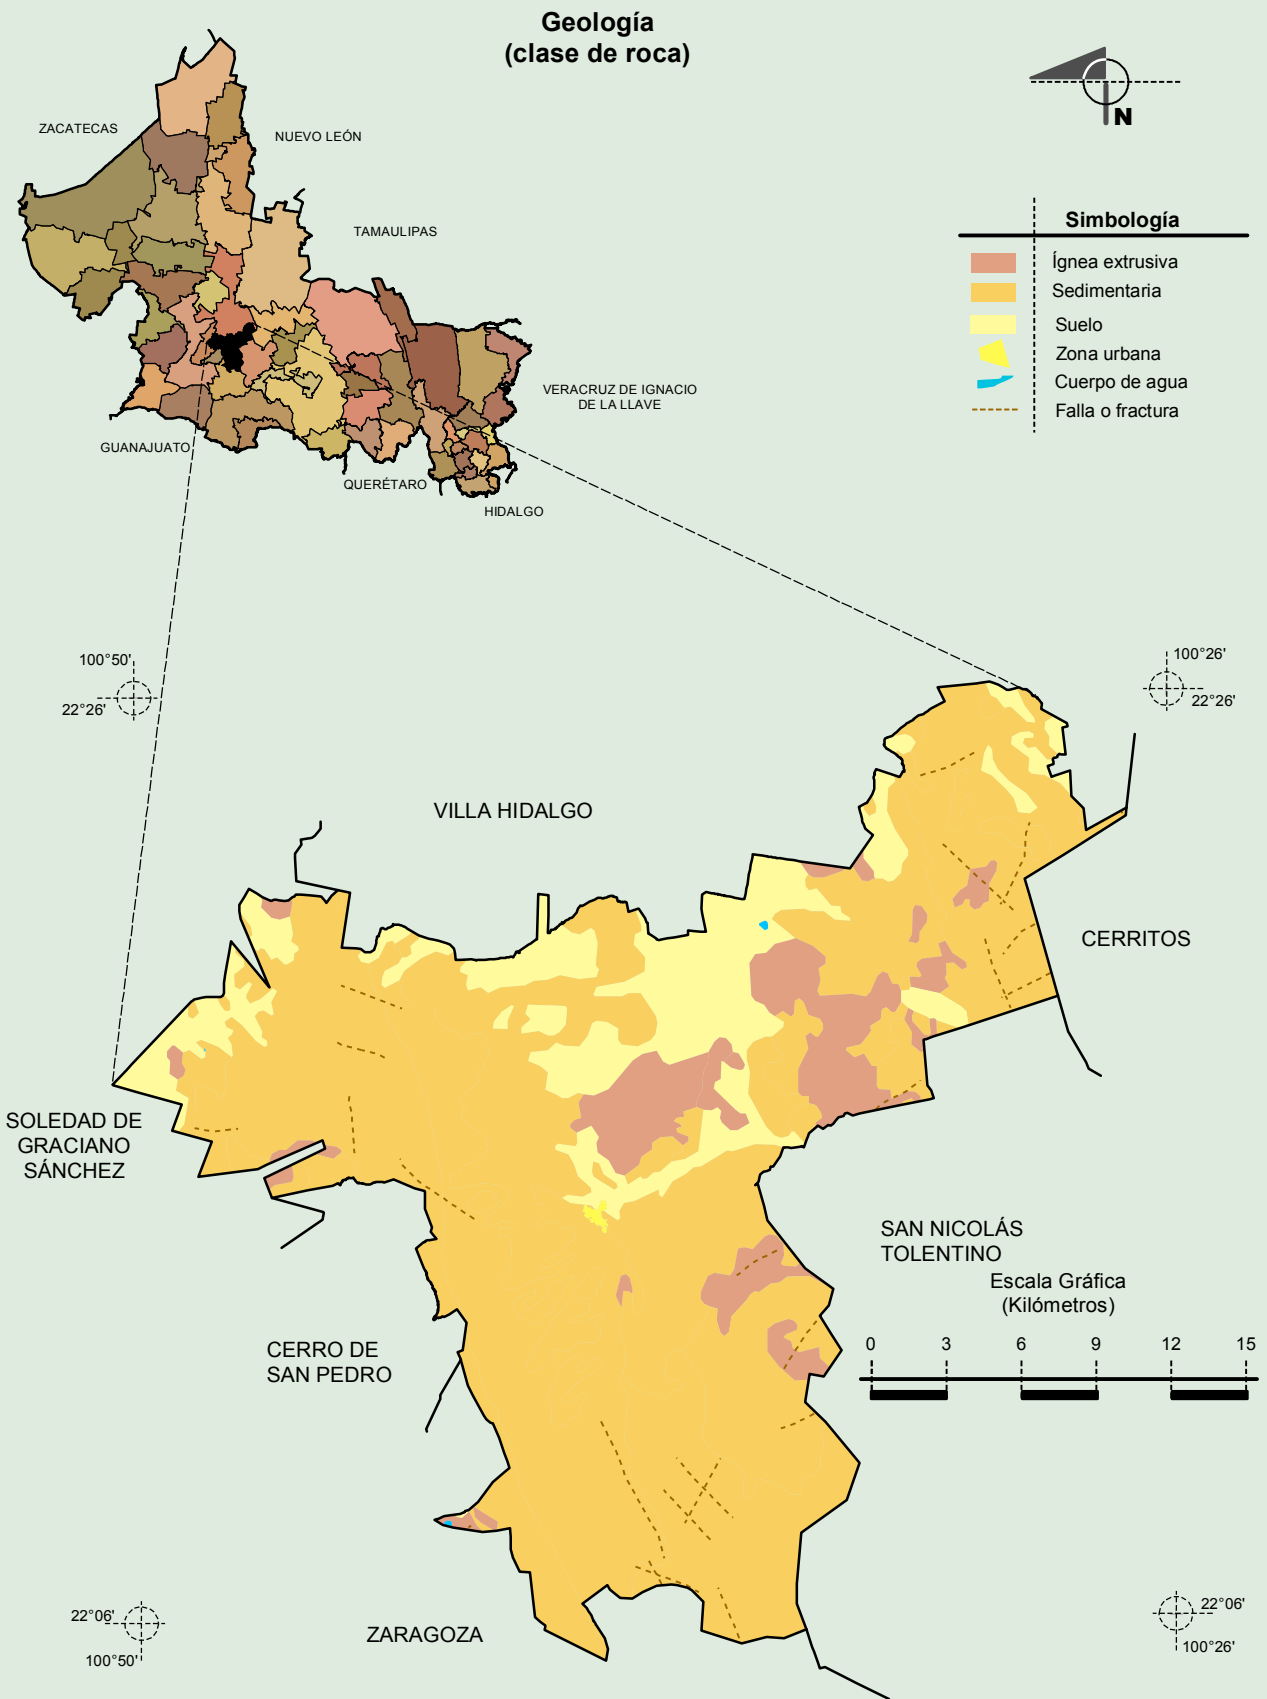 Geología
(clase de roca)
N
ZACATECAS
NUEVO LEÓN
TAMAULIPAS
VERACRUZ DE IGNACIO
DE LA LLAVE
GUANAJUATO
QUERÉTARO
HIDALGO
Simbología
Ígnea extrusiva
Sedimentaria
Suelo
Zona urbana
Cuerpo de agua
Falla o fractura
100°50'
22°26'
100°26'
22°26'
VILLA HIDALGO
CERRITOS
SOLEDAD DE
GRACIANO
SÁNCHEZ
SAN NICOLÁS
TOLENTINO
Escala Gráfica
(Kilómetros)
0 3 6 9 12 15
CERRO DE
SAN PEDRO
ZARAGOZA
22°06'
100°50'
22°06'
100°26'